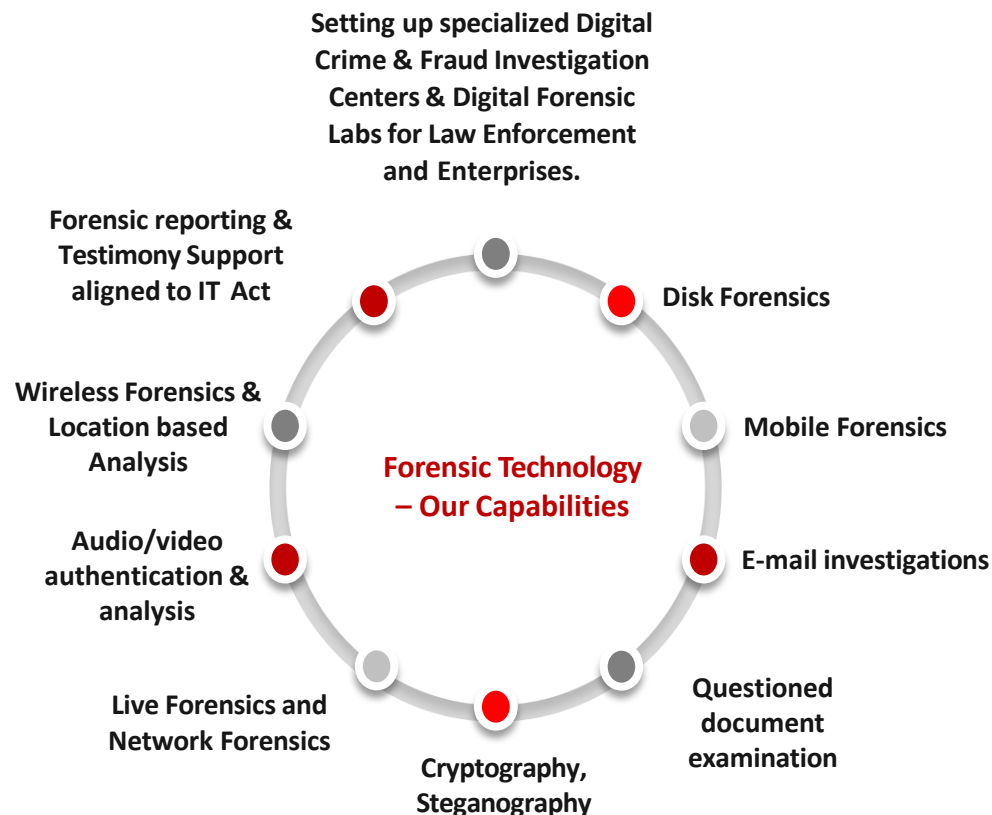 Setting up specialized Digital
Crime & Fraud Investigation
Centers & Digital Forensic
Labs for Law Enforcement
and Enterprises.
Disk Forensics
Mobile Forensics
E-mail investigations
Questioned
document
examination
Cryptography,
Steganography
Live Forensics and
Network Forensics
Audio/video
authentication &
analysis
Wireless Forensics &
Location based
Analysis
Forensic reporting &
Testimony Support
aligned to IT Act
Forensic Technology
– Our Capabilities